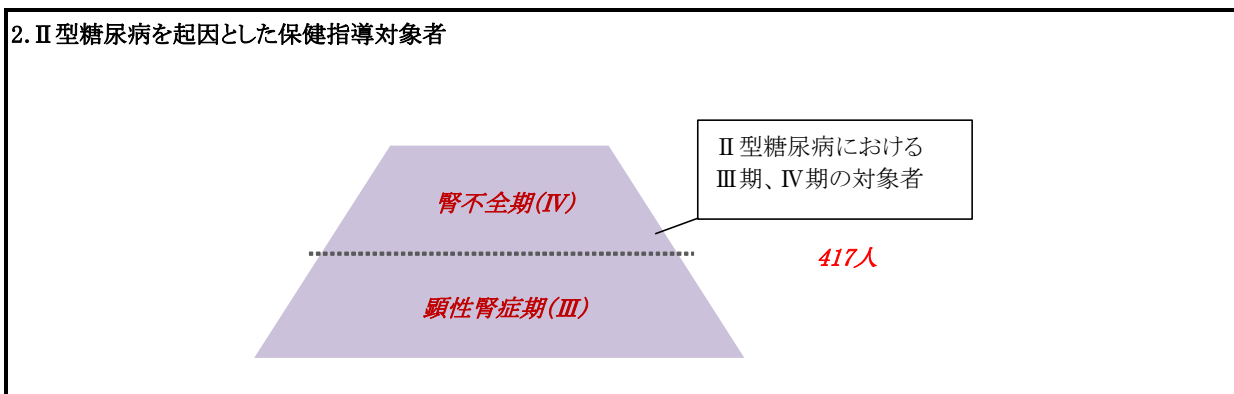 2.Ⅱ型糖尿病を起因とした保健指導対象者
Ⅱ型糖尿病における
Ⅲ期、Ⅳ期の対象者
腎不全期(Ⅳ)
417人
顕性腎症期(Ⅲ)